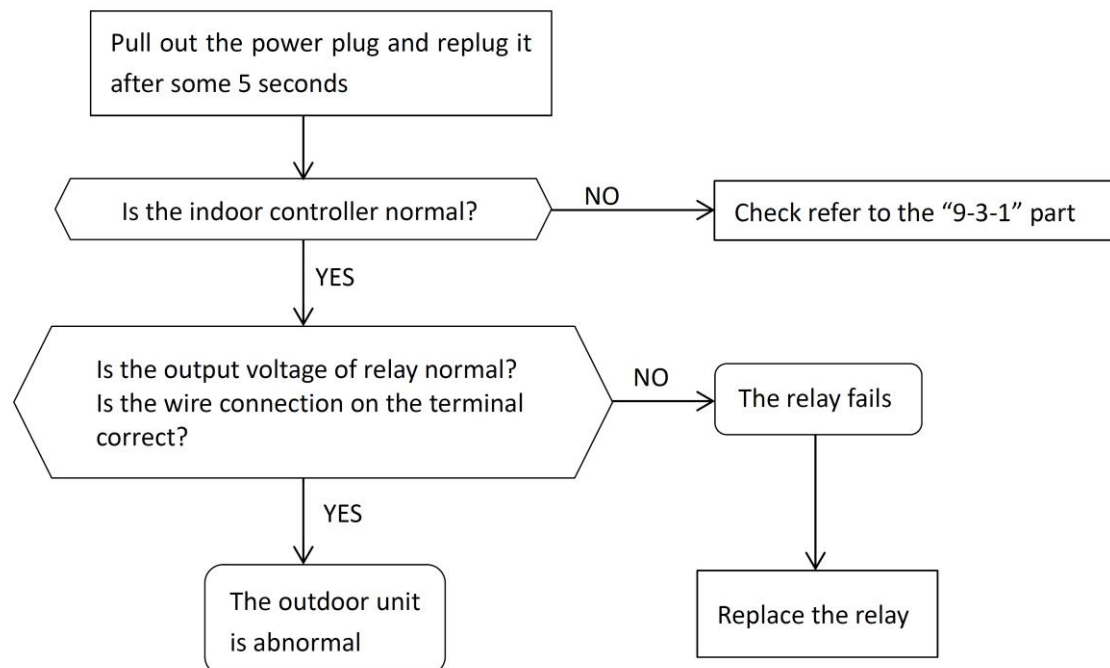 Pull out the power plug and replug it
after some 5 seconds
Is the indoor controller normal?
NO
Check refer to the “9-3-1” part
YES
Is the output voltage of relay normal?
Is the wire connection on the terminal
correct?
NO
The relay fails
YES
The outdoor unit
is abnormal
Replace the relay